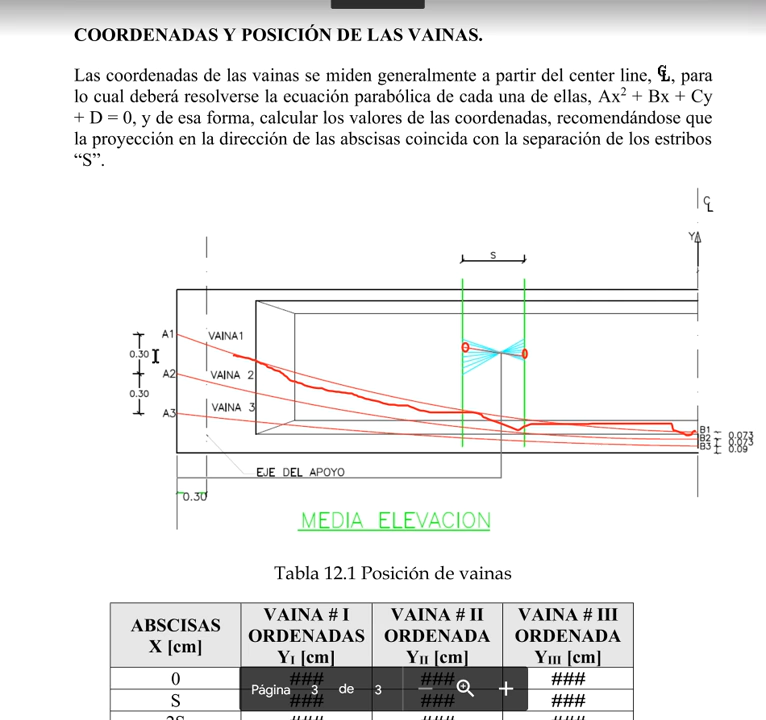 COORDENADAS Y POSICIÓN DE LAS VAINAS.
Las coordenadas de las vainas se miden generalmente a partir del center line, ℄, para
lo cual deberá resolverse la ecuación parabólica de cada una de ellas, Ax² + Bx + Cy
+ D = 0, y de esa forma, calcular los valores de las coordenadas, recomendándose que
la proyección en la dirección de las abscisas coincida con la separación de los estribos
“S”.
℄
Y
S
A1 VAINA1
0.30
A2 VAINA 2
0.30
A3 VAINA 3
B1 0.073
B2 0.073
B3 0.09
EJE DEL APOYO
0.30
MEDIA ELEVACION
Tabla 12.1 Posición de vainas
ABSCISAS X [cm] VAINA # I ORDENADAS YI [cm] VAINA # II ORDENADA YII [cm] VAINA # III ORDENADA YIII [cm]
0 ### ### ###
S ### ### ###
Página 3 de 3 — +